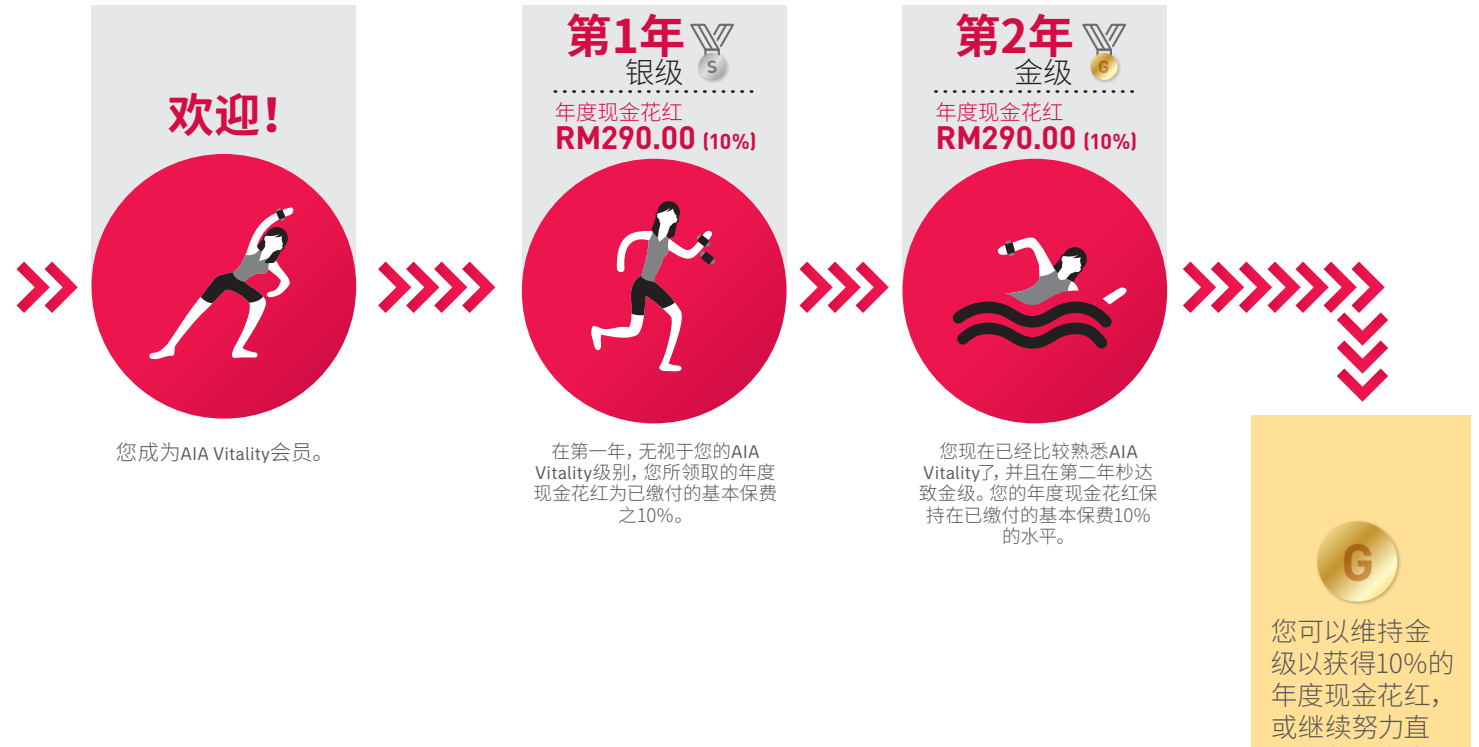 欢迎！
您成为AIA Vitality会员。
第1年
银级
S
年度现金花红
RM290.00 (10%)
在第一年，无视于您的AIA
Vitality级别，您所领取的年度
现金花红为已缴付的基本保费
之10%。
第2年
金级
G
年度现金花红
RM290.00 (10%)
您现在已经比较熟悉AIA
Vitality了，并且在第二年杪达
致金级。您的年度现金花红保
持在已缴付的基本保费10%
的水平。
G
您可以维持金
级以获得10%的
年度现金花红，
或继续努力直